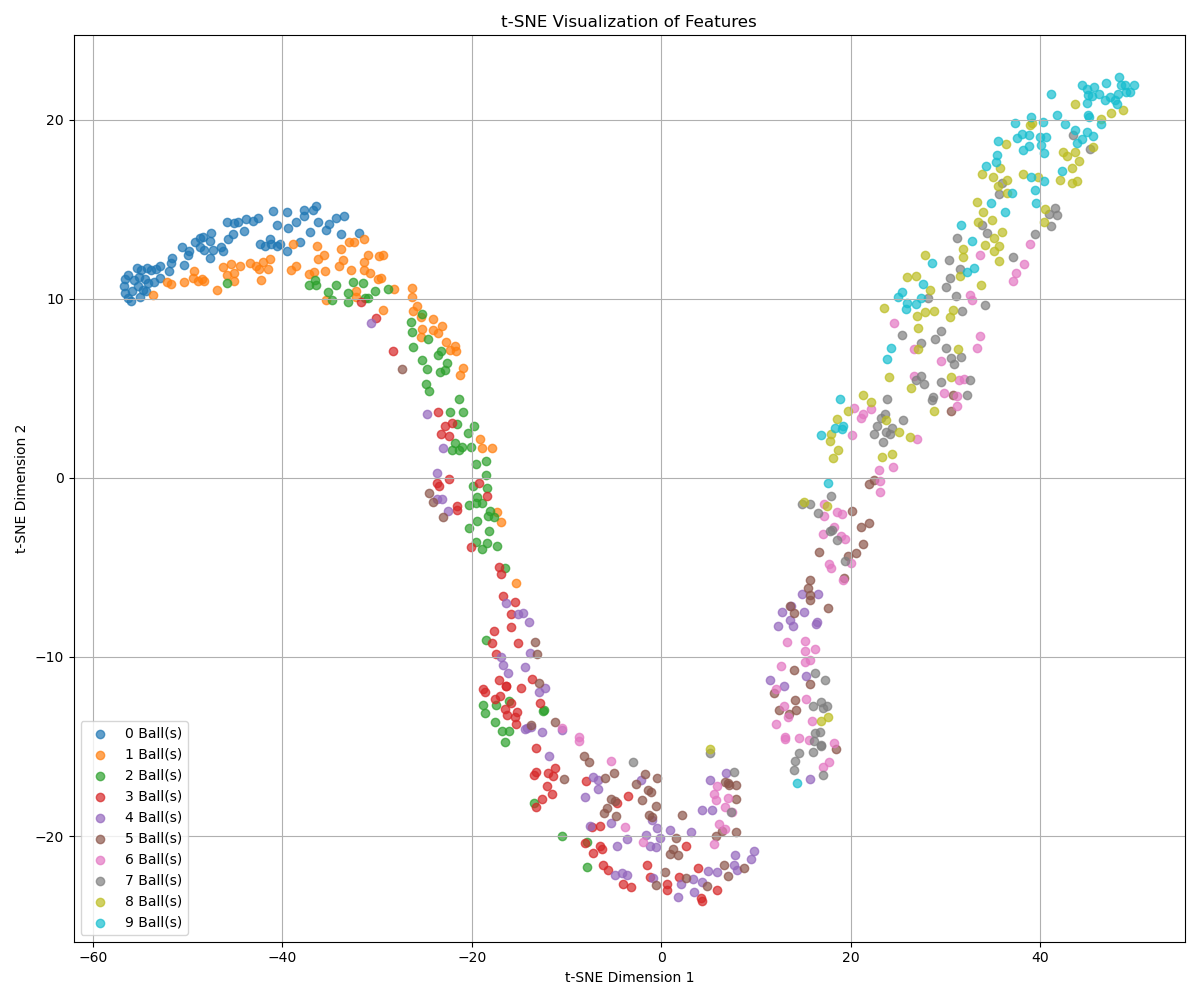 t-SNE Visualization of Features
t-SNE Dimension 2
20
10
0
−10
−20
0 Ball(s)
1 Ball(s)
2 Ball(s)
3 Ball(s)
4 Ball(s)
5 Ball(s)
6 Ball(s)
7 Ball(s)
8 Ball(s)
9 Ball(s)
−60 −40 −20 0 20 40
t-SNE Dimension 1